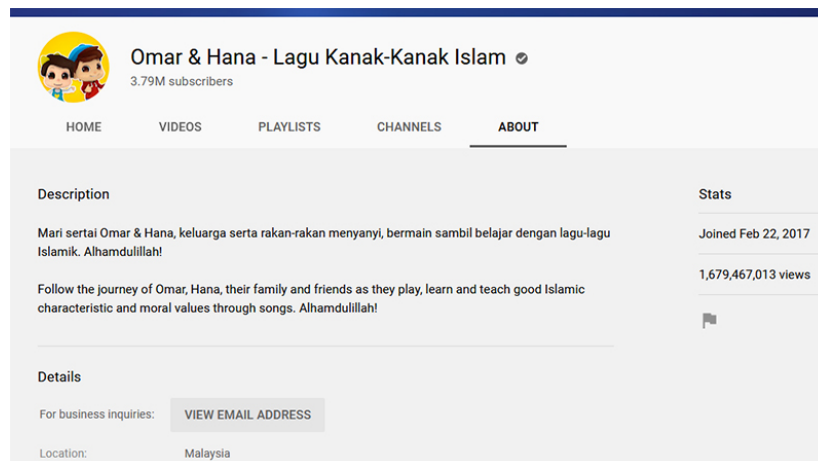 Omar & Hana - Lagu Kanak-Kanak Islam
3.79M subscribers
HOME VIDEOS PLAYLISTS CHANNELS ABOUT
Description
Mari sertai Omar & Hana, keluarga serta rakan-rakan menyanyi, bermain sambil belajar dengan lagu-lagu
Islamik. Alhamdulillah!
Follow the journey of Omar, Hana, their family and friends as they play, learn and teach good Islamic
characteristic and moral values through songs. Alhamdulillah!
Stats
Joined Feb 22, 2017
1,679,467,013 views
Details
For business inquiries: VIEW EMAIL ADDRESS
Location: Malaysia